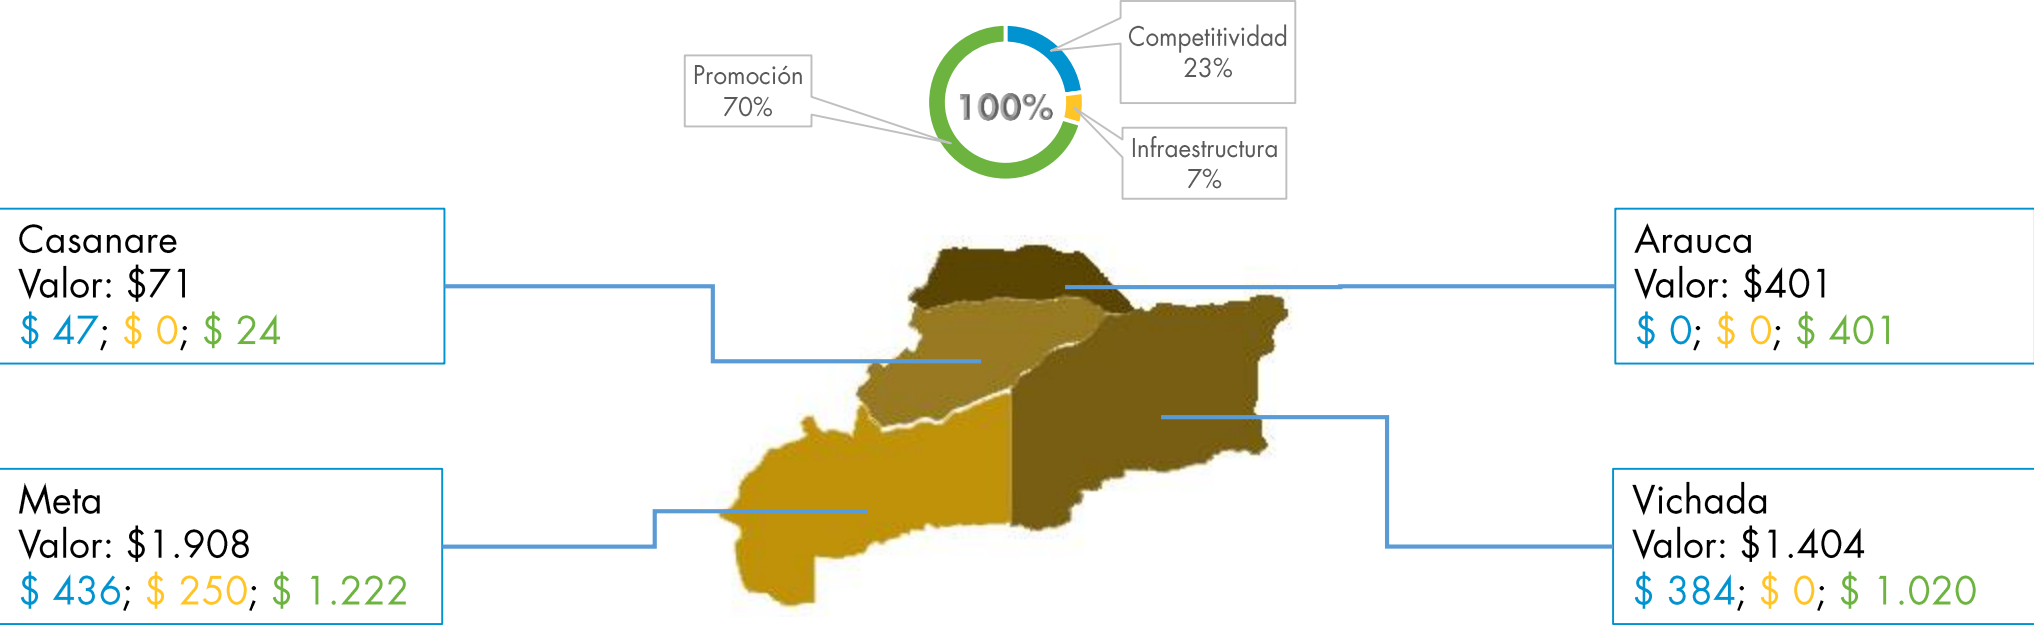 Competitividad
23%
Promoción
70%
100%
Infraestructura
7%
Casanare
Valor: $71
$ 47; $ 0; $ 24
Arauca
Valor: $401
$ 0; $ 0; $ 401
Meta
Valor: $1.908
$ 436; $ 250; $ 1.222
Vichada
Valor: $1.404
$ 384; $ 0; $ 1.020